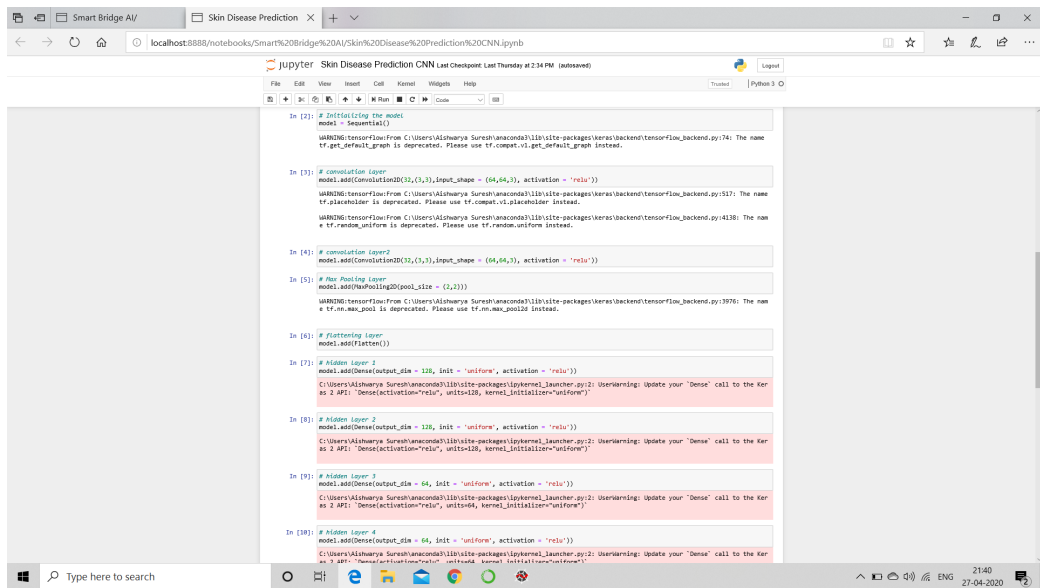 Smart Bridge AI/
Skin Disease Prediction
localhost:8888/notebooks/Smart%20Bridge%20AI/Skin%20Disease%20Prediction%20CNN.ipynb
jupyter Skin Disease Prediction CNN Last Checkpoint: Last Thursday at 2:34 PM (autosaved)
Logout
File Edit View Insert Cell Kernel Widgets Help
Trusted Python 3
Run Code
In [2]: # Initializing the model
model = Sequential()
WARNING:tensorflow:From C:\Users\Aishwarya Suresh\anaconda3\lib\site-packages\keras\backend\tensorflow_backend.py:74: The name
tf.get_default_graph is deprecated. Please use tf.compat.v1.get_default_graph instead.
In [3]: # convolution layer
model.add(Convolution2D(32,(3,3),input_shape = (64,64,3), activation = 'relu'))
WARNING:tensorflow:From C:\Users\Aishwarya Suresh\anaconda3\lib\site-packages\keras\backend\tensorflow_backend.py:517: The name
tf.placeholder is deprecated. Please use tf.compat.v1.placeholder instead.
WARNING:tensorflow:From C:\Users\Aishwarya Suresh\anaconda3\lib\site-packages\keras\backend\tensorflow_backend.py:4138: The nam
e tf.random_uniform is deprecated. Please use tf.random.uniform instead.
In [4]: # convolution layer2
model.add(Convolution2D(32,(3,3),input_shape = (64,64,3), activation = 'relu'))
In [5]: # Max Pooling layer
model.add(MaxPooling2D(pool_size = (2,2)))
WARNING:tensorflow:From C:\Users\Aishwarya Suresh\anaconda3\lib\site-packages\keras\backend\tensorflow_backend.py:3976: The nam
e tf.nn.max_pool is deprecated. Please use tf.nn.max_pool2d instead.
In [6]: # flattening layer
model.add(Flatten())
In [7]: # hidden layer 1
model.add(Dense(output_dim = 128, init = 'uniform', activation = 'relu'))
C:\Users\Aishwarya Suresh\anaconda3\lib\site-packages\ipykernel_launcher.py:2: UserWarning: Update your `Dense` call to the Ker
as 2 API: `Dense(activation="relu", units=128, kernel_initializer="uniform")`
In [8]: # hidden layer 2
model.add(Dense(output_dim = 128, init = 'uniform', activation = 'relu'))
C:\Users\Aishwarya Suresh\anaconda3\lib\site-packages\ipykernel_launcher.py:2: UserWarning: Update your `Dense` call to the Ker
as 2 API: `Dense(activation="relu", units=128, kernel_initializer="uniform")`
In [9]: # hidden layer 3
model.add(Dense(output_dim = 64, init = 'uniform', activation = 'relu'))
C:\Users\Aishwarya Suresh\anaconda3\lib\site-packages\ipykernel_launcher.py:2: UserWarning: Update your `Dense` call to the Ker
as 2 API: `Dense(activation="relu", units=64, kernel_initializer="uniform")`
In [10]: # hidden layer 4
model.add(Dense(output_dim = 64, init = 'uniform', activation = 'relu'))
C:\Users\Aishwarya Suresh\anaconda3\lib\site-packages\ipykernel_launcher.py:2: UserWarning: Update your `Dense` call to the Ker
as 2 API: `Dense(activation="relu", units=64, kernel_initializer="uniform")`
Type here to search
ENG
21:40
27-04-2020
2